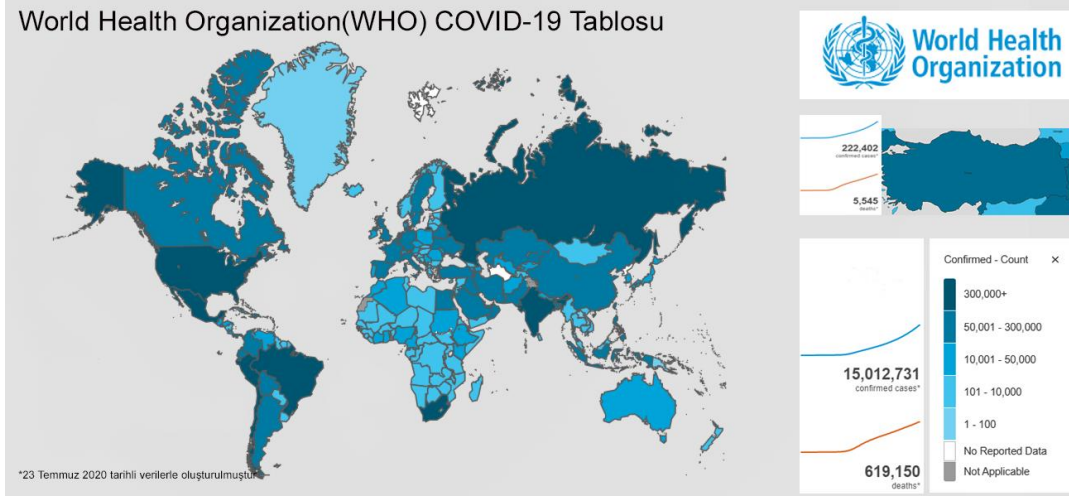 World Health Organization(WHO) COVID-19 Tablosu
World Health
Organization
222,402
confirmed cases*
5,545
deaths*
Confirmed - Count ×
300,000+
50,001 - 300,000
10,001 - 50,000
101 - 10,000
1 - 100
No Reported Data
Not Applicable
15,012,731
confirmed cases*
619,150
deaths*
*23 Temmuz 2020 tarihli verilerle oluşturulmuştur